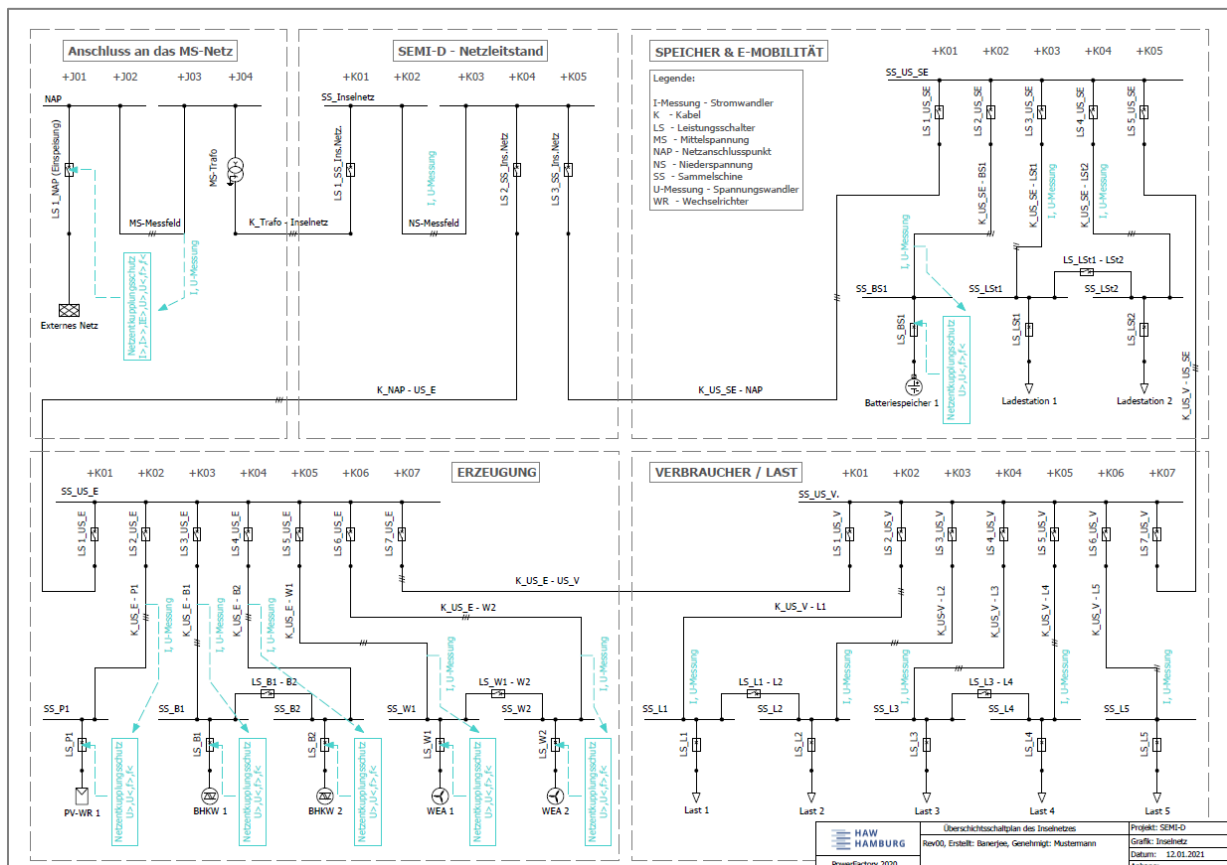 Anschluss an das MS-Netz
+J01
+J02
+J03
+J04
NAP
LS 1_NAP (Einspeisung)
MS-Trafo
MS-Messfeld
K_Trafo - Inselnetz
I, U-Messung
Netzentkupplungsschutz
I>,I>>,IE>,U>,U<,f>,f<
Externes Netz
SEMI-D - Netzleitstand
+K01
+K02
+K03
+K04
+K05
SS_Inselnetz
LS 1_SS_Ins.Netz.
I, U-Messung
LS 2_SS_Ins.Netz
LS 3_SS_Ins.Netz
NS-Messfeld
K_NAP - US_E
K_US_SE - NAP
SPEICHER & E-MOBILITÄT
+K01
+K02
+K03
+K04
+K05
Legende:
I-Messung - Stromwandler
K - Kabel
LS - Leistungsschalter
MS - Mittelspannung
NAP - Netzanschlusspunkt
NS - Niederspannung
SS - Sammelschine
U-Messung - Spannungswandler
WR - Wechselrichter
SS_US_SE
LS 1_US_SE
LS 2_US_SE
LS 3_US_SE
LS 4_US_SE
LS 5_US_SE
K_US_SE - BS1
K_US_SE - LSt1
I, U-Messung
K_US_SE - LSt2
I, U-Messung
I, U-Messung
LS_LSt1 - LSt2
SS_BS1
SS_LSt1
SS_LSt2
LS_BS1
LS_LSt1
LS_LSt2
Netzentkupplungsschutz
U>,U<,f>,f<
K_US_V - US_SE
Batteriespeicher 1
Ladestation 1
Ladestation 2
+K01
+K02
+K03
+K04
+K05
+K06
+K07
ERZEUGUNG
SS_US_E
LS 1_US_E
LS 2_US_E
LS 3_US_E
LS 4_US_E
LS 5_US_E
LS 6_US_E
LS 7_US_E
K_US_E - US_V
K_US_E - P1
I, U-Messung
K_US_E - B1
I, U-Messung
K_US_E - B2
I, U-Messung
K_US_E - W1
K_US_E - W2
I, U-Messung
I, U-Messung
LS_B1 - B2
LS_W1 - W2
SS_P1
SS_B1
SS_B2
SS_W1
SS_W2
LS_P1
LS_B1
LS_B2
LS_W1
LS_W2
Netzentkupplungsschutz
U>,U<,f>,f<
Netzentkupplungsschutz
U>,U<,f>,f<
Netzentkupplungsschutz
U>,U<,f>,f<
Netzentkupplungsschutz
U>,U<,f>,f<
Netzentkupplungsschutz
U>,U<,f>,f<
PV-WR 1
BHKW 1
BHKW 2
WEA 1
WEA 2
VERBRAUCHER / LAST
+K01
+K02
+K03
+K04
+K05
+K06
+K07
SS_US_V.
LS 1_US_V
LS 2_US_V
LS 3_US_V
LS 4_US_V
LS 5_US_V
LS 6_US_V
LS 7_US_V
K_US_V - L1
K_US-V - L2
K_US_V - L3
K_US_V - L4
K_US_V - L5
I, U-Messung
I, U-Messung
I, U-Messung
I, U-Messung
I, U-Messung
LS_L1 - L2
LS_L3 - L4
SS_L1
SS_L2
SS_L3
SS_L4
SS_L5
LS_L1
LS_L2
LS_L3
LS_L4
LS_L5
Last 1
Last 2
Last 3
Last 4
Last 5
HAW
HAMBURG
PowerFactory 2020
Überschichtsschaltplan des Inselnetzes
Rev00, Erstellt: Banerjee, Genehmigt: Mustermann
Projekt: SEMI-D
Grafik: Inselnetz
Datum: 12.01.2021